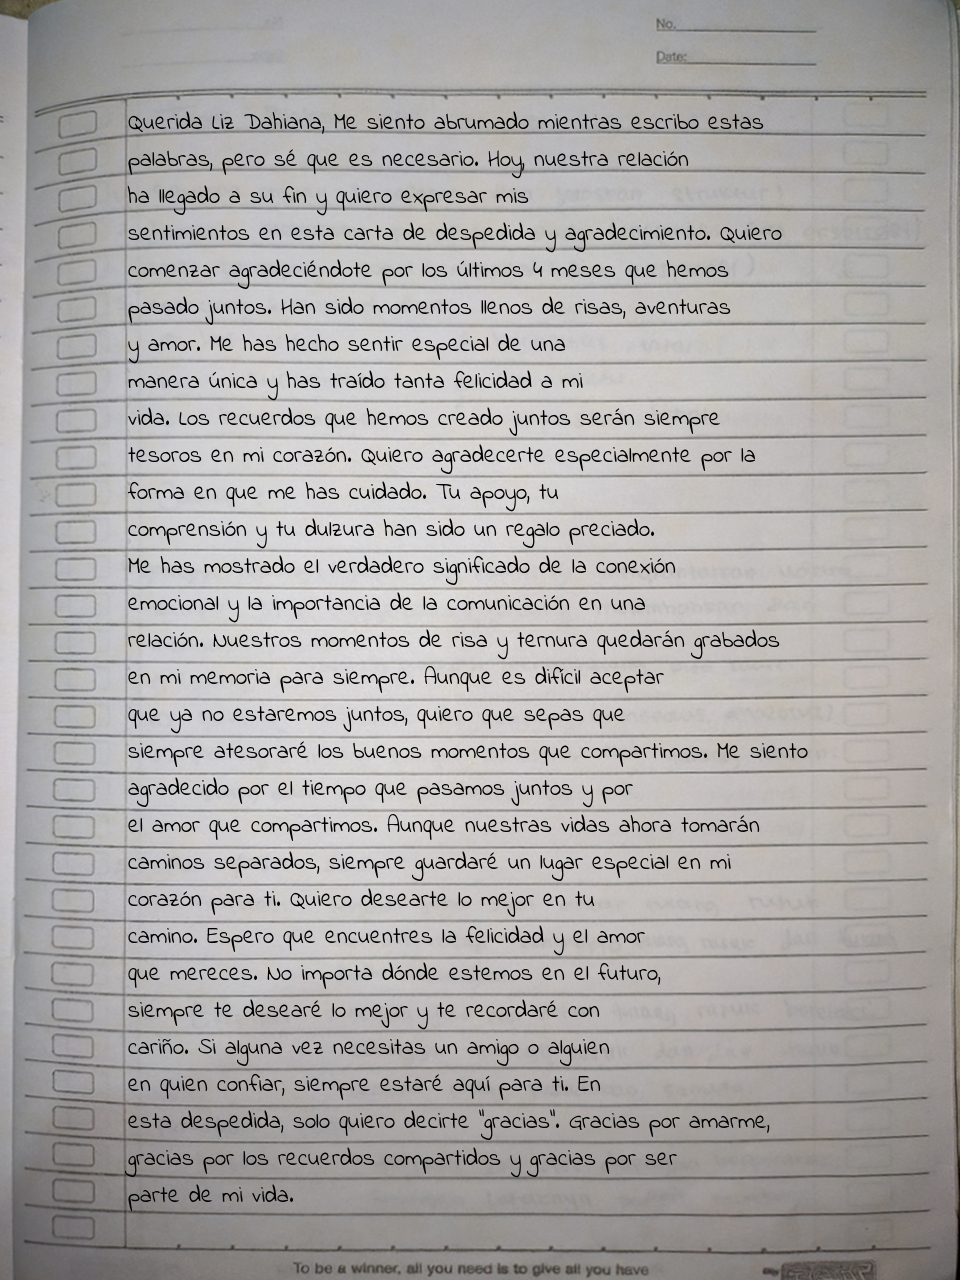 No.
Date:
Querida Liz Dahiana, Me siento abrumado mientras escribo estas
palabras, pero sé que es necesario. Hoy, nuestra relación
ha llegado a su fin y quiero expresar mis
sentimientos en esta carta de despedida y agradecimiento. Quiero
comenzar agradeciéndote por los últimos 4 meses que hemos
pasado juntos. Han sido momentos llenos de risas, aventuras
y amor. Me has hecho sentir especial de una
manera única y has traído tanta felicidad a mi
vida. Los recuerdos que hemos creado juntos serán siempre
tesoros en mi corazón. Quiero agradecerte especialmente por la
forma en que me has cuidado. Tu apoyo, tu
comprensión y tu dulzura han sido un regalo preciado.
Me has mostrado el verdadero significado de la conexión
emocional y la importancia de la comunicación en una
relación. Nuestros momentos de risa y ternura quedarán grabados
en mi memoria para siempre. Aunque es difícil aceptar
que ya no estaremos juntos, quiero que sepas que
siempre atesoraré los buenos momentos que compartimos. Me siento
agradecido por el tiempo que pasamos juntos y por
el amor que compartimos. Aunque nuestras vidas ahora tomarán
caminos separados, siempre guardaré un lugar especial en mi
corazón para ti. Quiero desearte lo mejor en tu
camino. Espero que encuentres la felicidad y el amor
que mereces. No importa dónde estemos en el futuro,
siempre te desearé lo mejor y te recordaré con
cariño. Si alguna vez necesitas un amigo o alguien
en quien confiar, siempre estaré aquí para ti. En
esta despedida, solo quiero decirte "gracias". Gracias por amarme,
gracias por los recuerdos compartidos y gracias por ser
parte de mi vida.
To be a winner, all you need is to give all you have